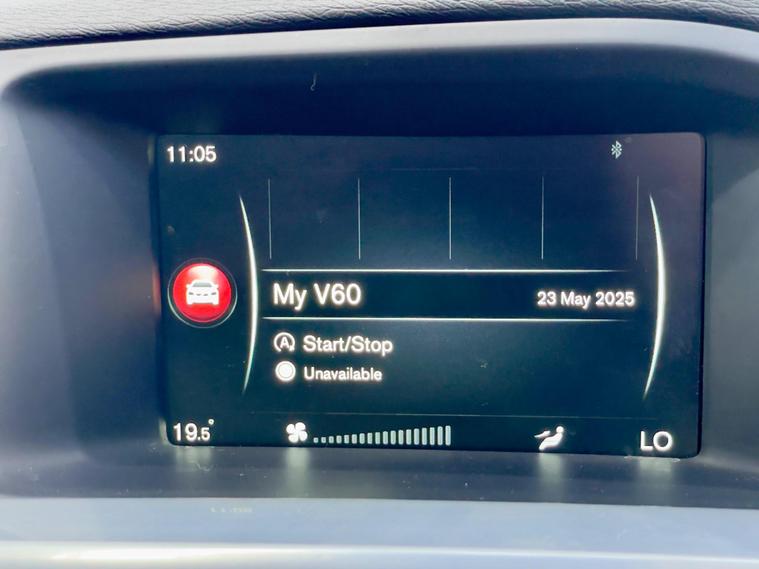 11:05
My V60
23 May 2025
A Start/Stop
Unavailable
19.5°
LO